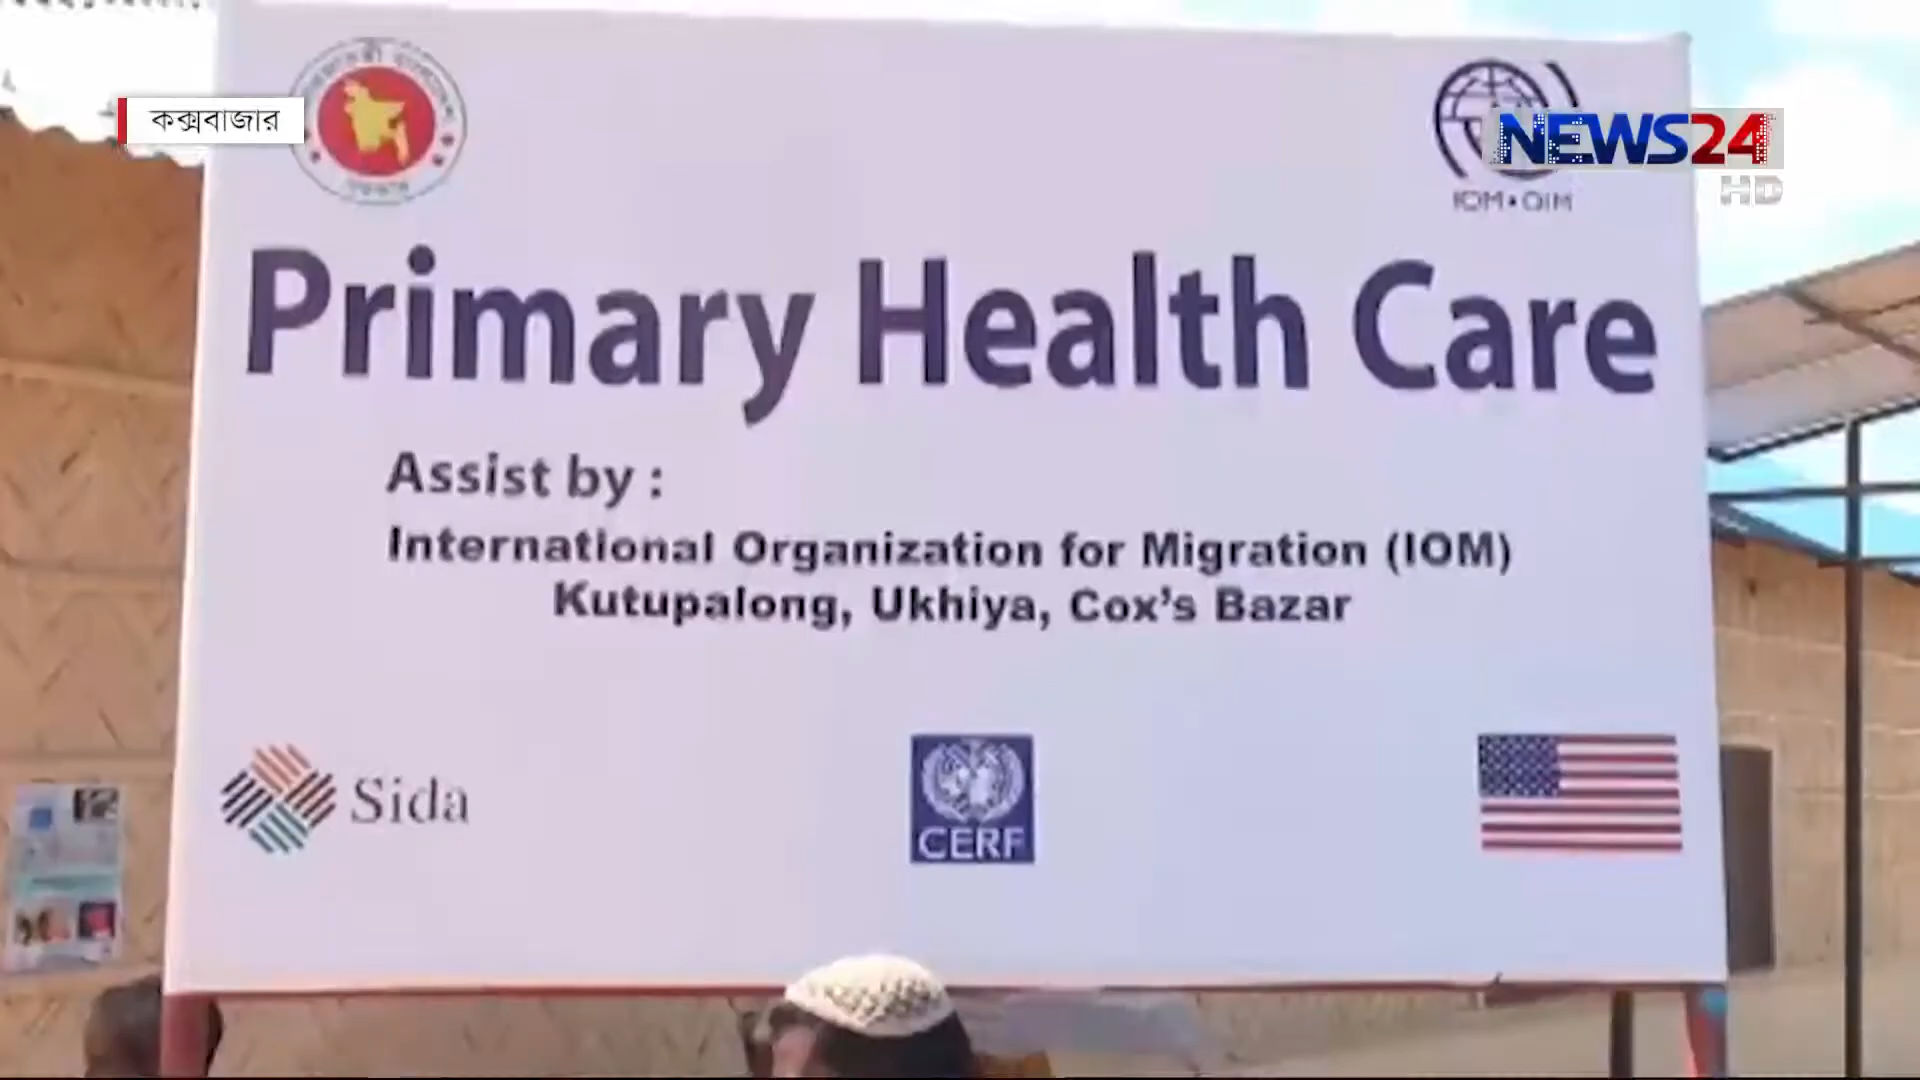 কক্সবাজার
NEWS24
HD
IOM • OIM
Primary Health Care
Assist by :
International Organization for Migration (IOM)
Kutupalong, Ukhiya, Cox's Bazar
Sida
CERF